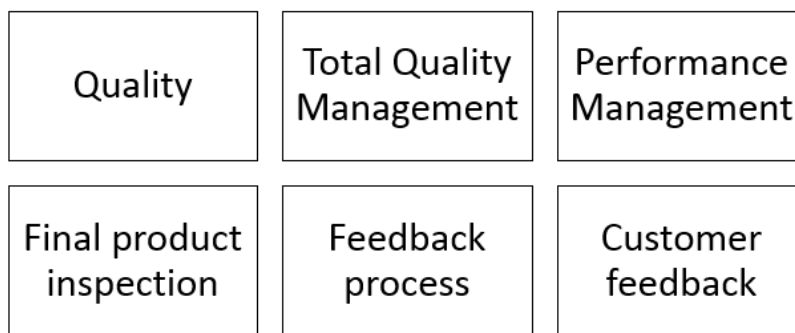 Quality
Total Quality
Management
Performance
Management
Final product
inspection
Feedback
process
Customer
feedback